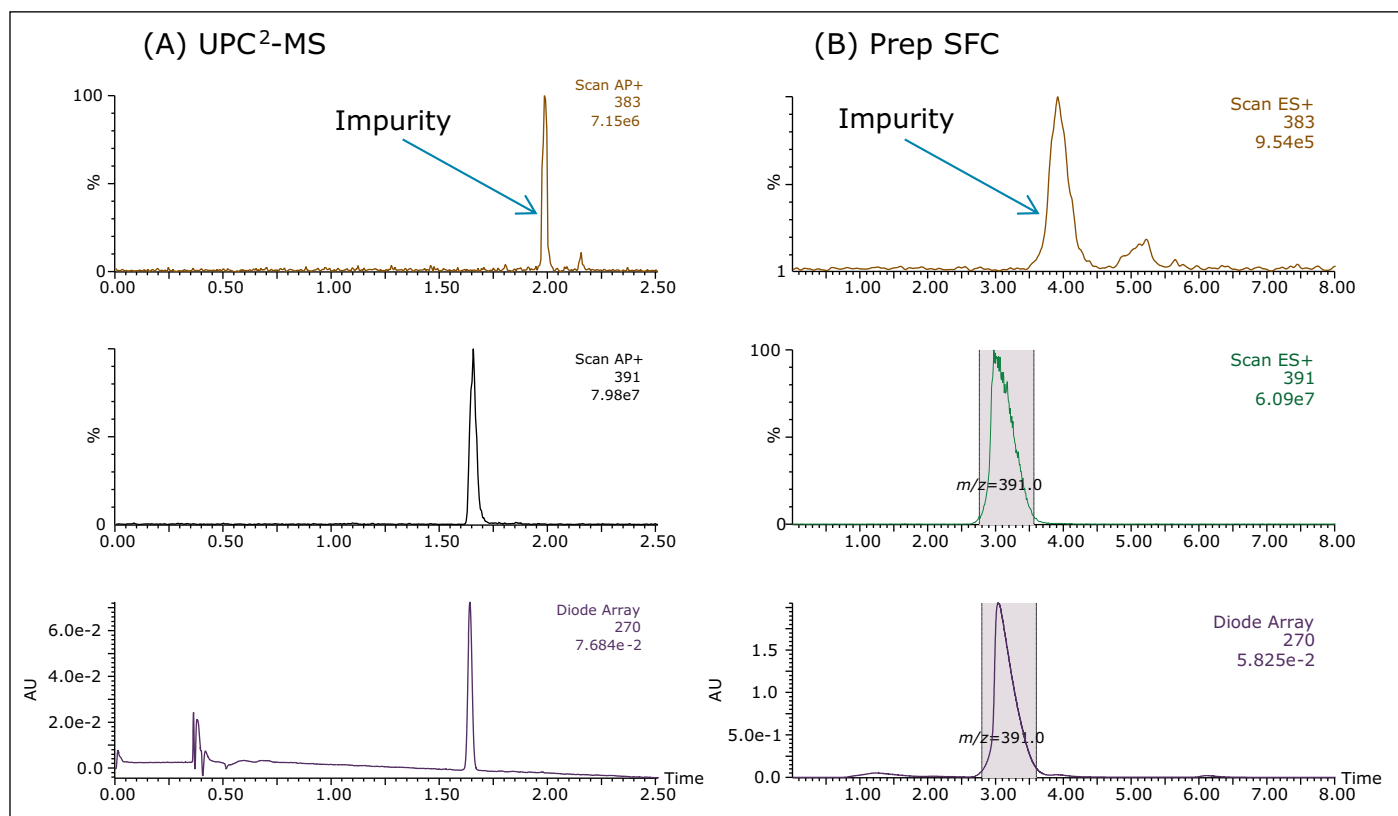 (A) UPC²-MS
Scan AP+
383
7.15e6
Impurity
100
%
0
0.00 0.50 1.00 1.50 2.00 2.50
Scan AP+
391
7.98e7
%
0
0.00 0.50 1.00 1.50 2.00 2.50
Diode Array
270
7.684e-2
6.0e-2
4.0e-2
2.0e-2
0.0
AU
Time
0.00 0.50 1.00 1.50 2.00 2.50
(B) Prep SFC
Scan ES+
383
9.54e5
Impurity
%
1
1.00 2.00 3.00 4.00 5.00 6.00 7.00 8.00
100
Scan ES+
391
6.09e7
%
m/z=391.0
0
1.00 2.00 3.00 4.00 5.00 6.00 7.00 8.00
Diode Array
270
5.825e-2
1.5
1.0
5.0e-1
0.0
AU
m/z=391.0
Time
1.00 2.00 3.00 4.00 5.00 6.00 7.00 8.00